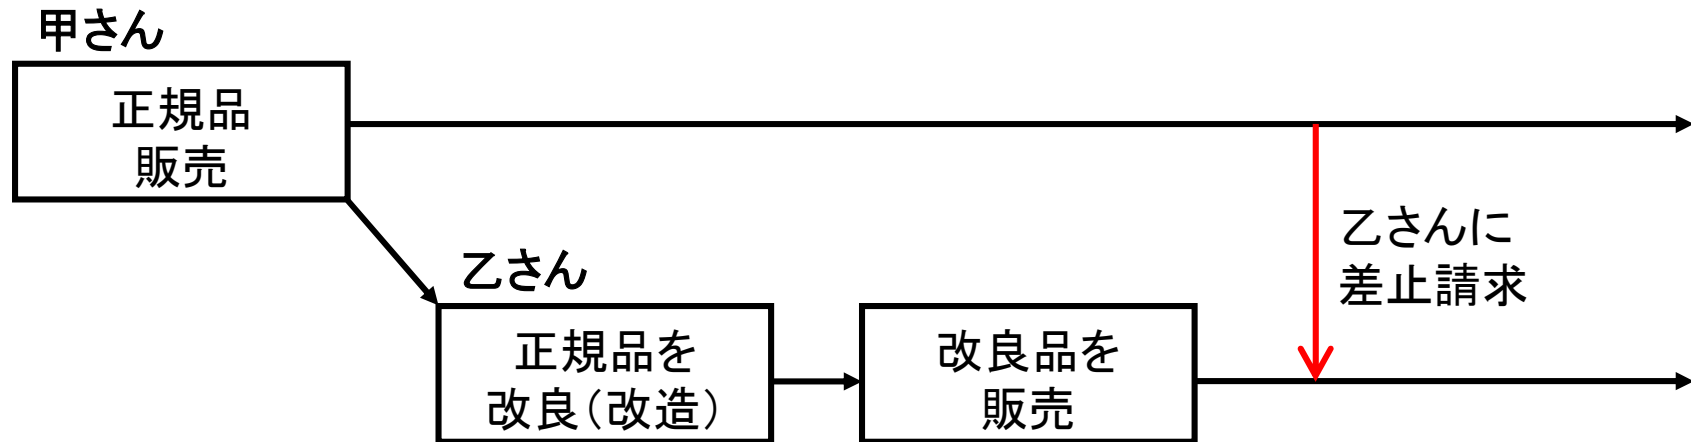 甲さん
正規品
販売
乙さんに
差止請求
乙さん
正規品を
改良（改造）
改良品を
販売